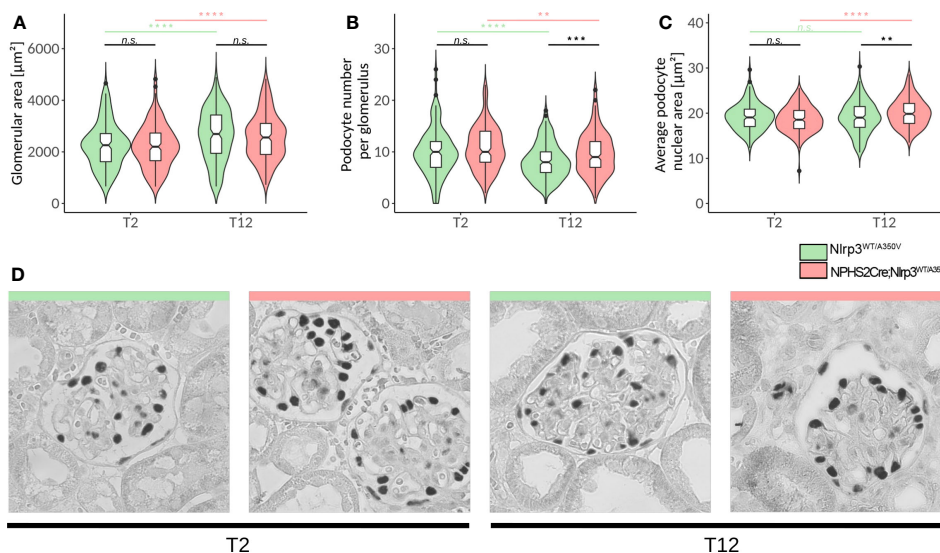 A
B
C
****
****
n.s.
n.s.
Glomerular area [µm²]
6000
4000
2000
0
T2
T12
**
****
n.s.
***
Podocyte number
per glomerulus
30
20
10
0
T2
T12
****
n.s.
n.s.
**
Average podocyte
nuclear area [µm²]
40
30
20
10
0
T2
T12
Nlrp3WT/A350V
NPHS2Cre;Nlrp3WT/A35
D
T2
T12